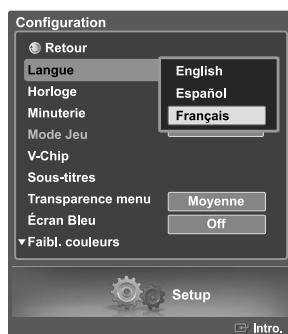 Configuration
Retour
Langue
English
Horloge
Español
Minuterie
Français
Mode Jeu
V-Chip
Sous-titres
Transparence menu Moyenne
Écran Bleu Off
▼Faibl. couleurs
Setup
Intro.